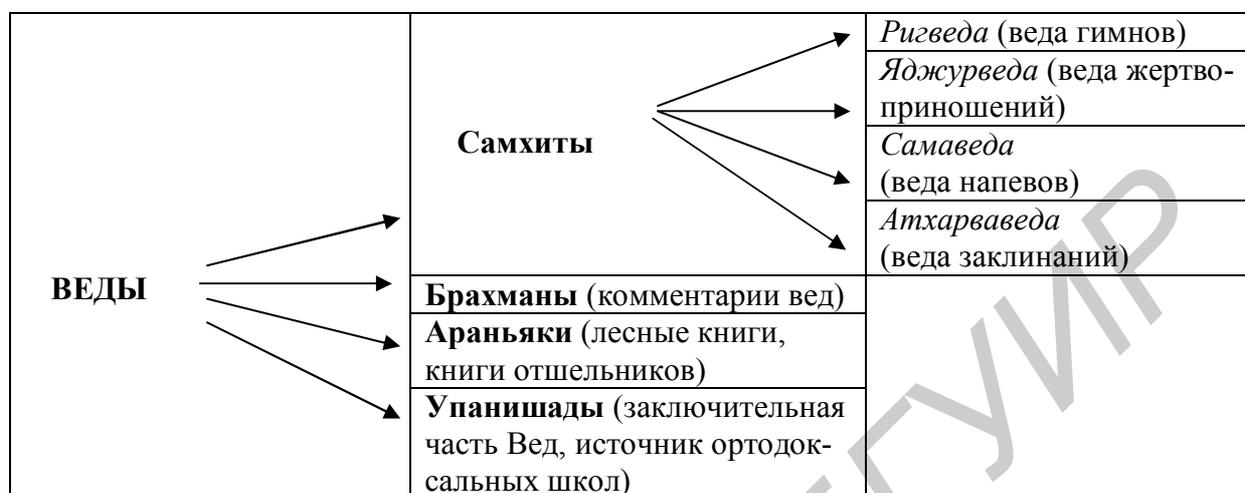 ВЕДЫ
Самхиты
Ригведа (веда гимнов)
Яджурведа (веда жертво-
приношений)
Самаведа
(веда напевов)
Атхарваведа
(веда заклинаний)
Брахманы (комментарии вед)
Араньяки (лесные книги,
книги отшельников)
Упанишады (заключительная
часть Вед, источник ортодок-
сальных школ)
ГУИР